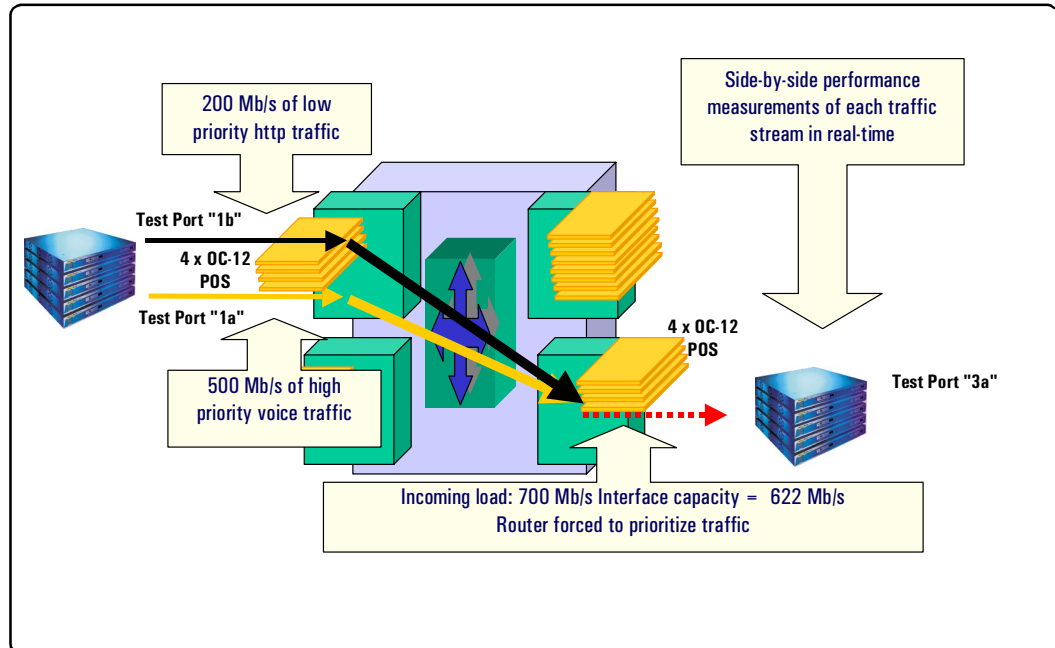 200 Mb/s of low
priority http traffic
Side-by-side performance
measurements of each traffic
stream in real-time
Test Port "1b"
4 x OC-12
POS
Test Port "1a"
500 Mb/s of high
priority voice traffic
4 x OC-12
POS
Test Port "3a"
Incoming load: 700 Mb/s Interface capacity = 622 Mb/s
Router forced to prioritize traffic